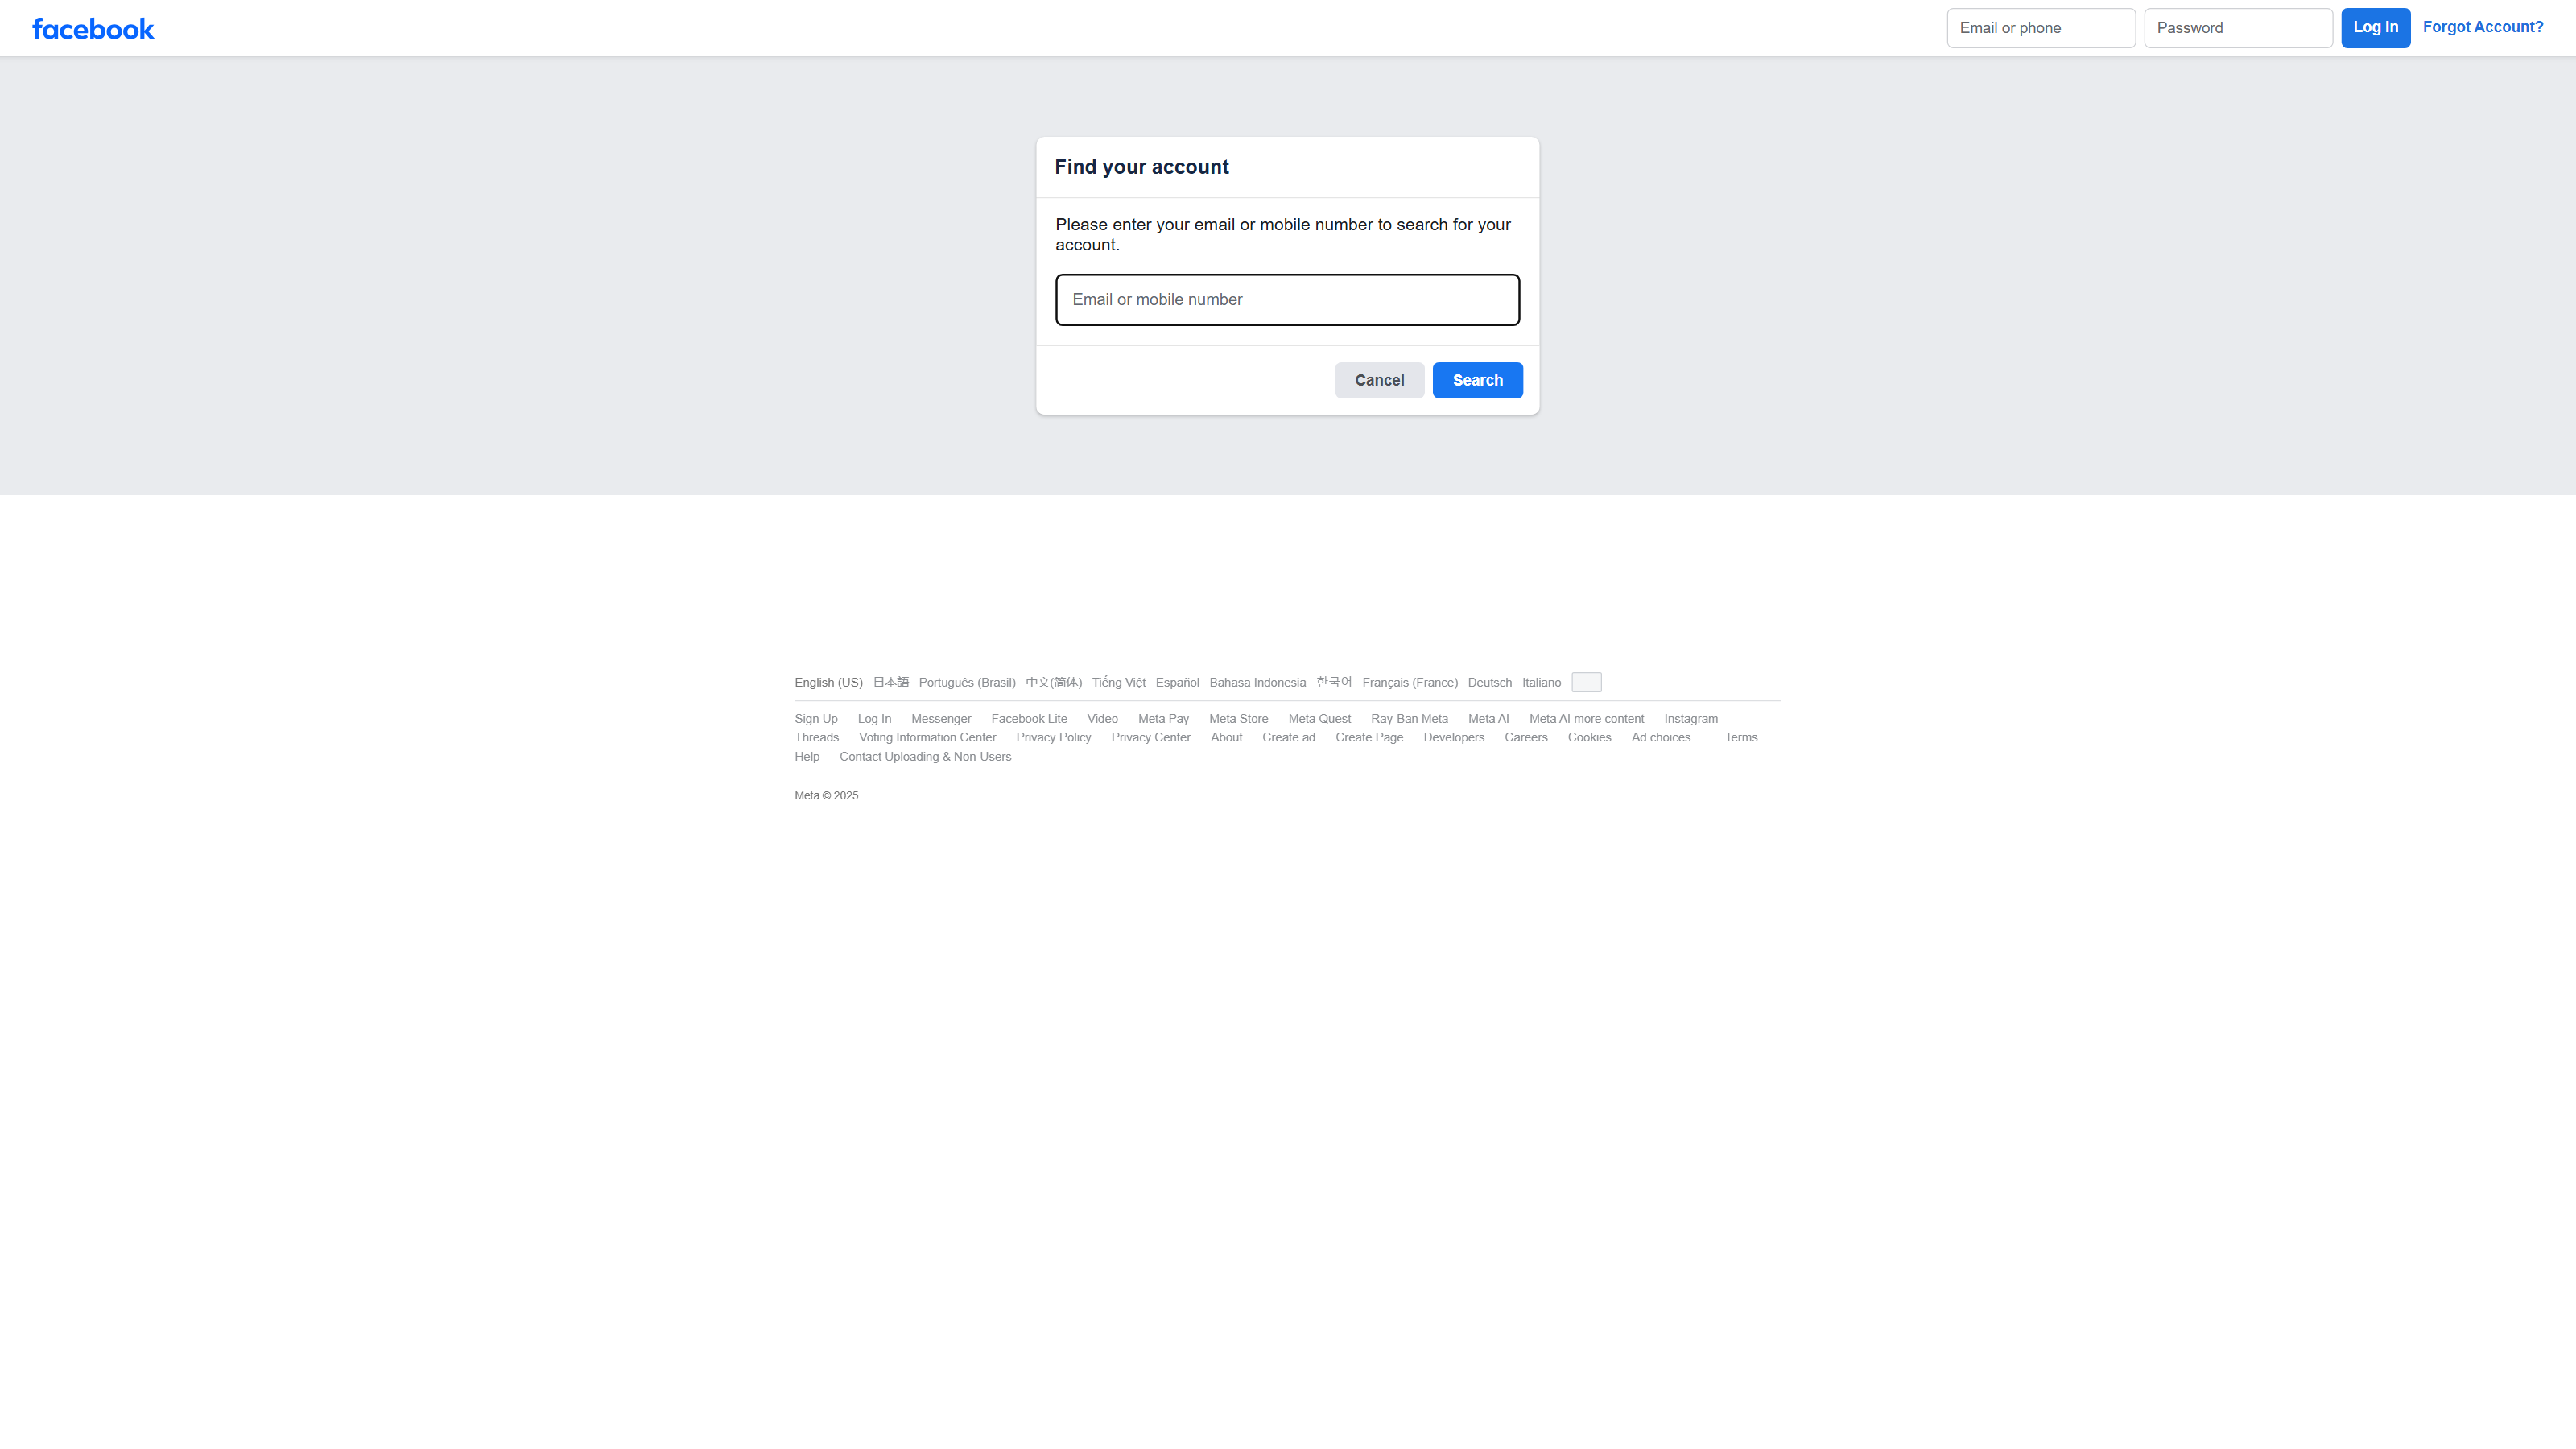 facebook
Email or phone Password Log In Forgot Account?
Find your account
Please enter your email or mobile number to search for your
account.
Email or mobile number
Cancel Search
English (US) 日本語 Português (Brasil) 中文(简体) Tiếng Việt Español Bahasa Indonesia 한국어 Français (France) Deutsch Italiano
Sign Up Log In Messenger Facebook Lite Video Meta Pay Meta Store Meta Quest Ray-Ban Meta Meta AI Meta AI more content Instagram
Threads Voting Information Center Privacy Policy Privacy Center About Create ad Create Page Developers Careers Cookies Ad choices Terms
Help Contact Uploading & Non-Users
Meta © 2025